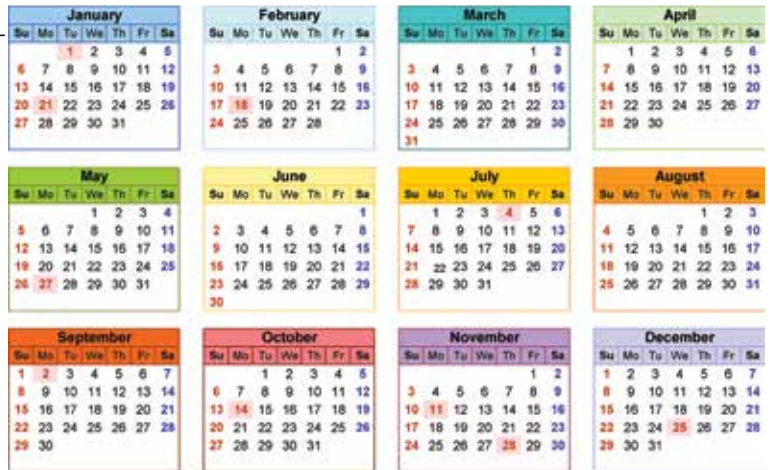 January February March April
Su Mo Tu We Th Fr Sa Su Mo Tu We Th Fr Sa Su Mo Tu We Th Fr Sa Su Mo Tu We Th Fr Sa
1 2 3 4 5 1 2 1 2 1 2 3 4 5 6
6 7 8 9 10 11 12 3 4 5 6 7 8 9 3 4 5 6 7 8 9 7 8 9 10 11 12 13
13 14 15 16 17 18 19 10 11 12 13 14 15 16 10 11 12 13 14 15 16 14 15 16 17 18 19 20
20 21 22 23 24 25 26 17 18 19 20 21 22 23 17 18 19 20 21 22 23 21 22 23 24 25 26 27
27 28 29 30 31 24 25 26 27 28 24 25 26 27 28 29 30 28 29 30
31
May June July August
Su Mo Tu We Th Fr Sa Su Mo Tu We Th Fr Sa Su Mo Tu We Th Fr Sa Su Mo Tu We Th Fr Sa
1 2 3 4 1 1 2 3 4 5 6 1 2 3
5 6 7 8 9 10 11 2 3 4 5 6 7 8 7 8 9 10 11 12 13 4 5 6 7 8 9 10
12 13 14 15 16 17 18 9 10 11 12 13 14 15 14 15 16 17 18 19 20 11 12 13 14 15 16 17
19 20 21 22 23 24 25 16 17 18 19 20 21 22 21 22 23 24 25 26 27 18 19 20 21 22 23 24
26 27 28 29 30 31 23 24 25 26 27 28 29 28 29 30 31 25 26 27 28 29 30 31
30
September October November December
Su Mo Tu We Th Fr Sa Su Mo Tu We Th Fr Sa Su Mo Tu We Th Fr Sa Su Mo Tu We Th Fr Sa
1 2 3 4 5 6 7 1 2 3 4 5 1 2 1 2 3 4 5 6 7
8 9 10 11 12 13 14 6 7 8 9 10 11 12 3 4 5 6 7 8 9 8 9 10 11 12 13 14
15 16 17 18 19 20 21 13 14 15 16 17 18 19 10 11 12 13 14 15 16 15 16 17 18 19 20 21
22 23 24 25 26 27 28 20 21 22 23 24 25 26 17 18 19 20 21 22 23 22 23 24 25 26 27 28
29 30 27 28 29 30 31 24 25 26 27 28 29 30 29 30 31